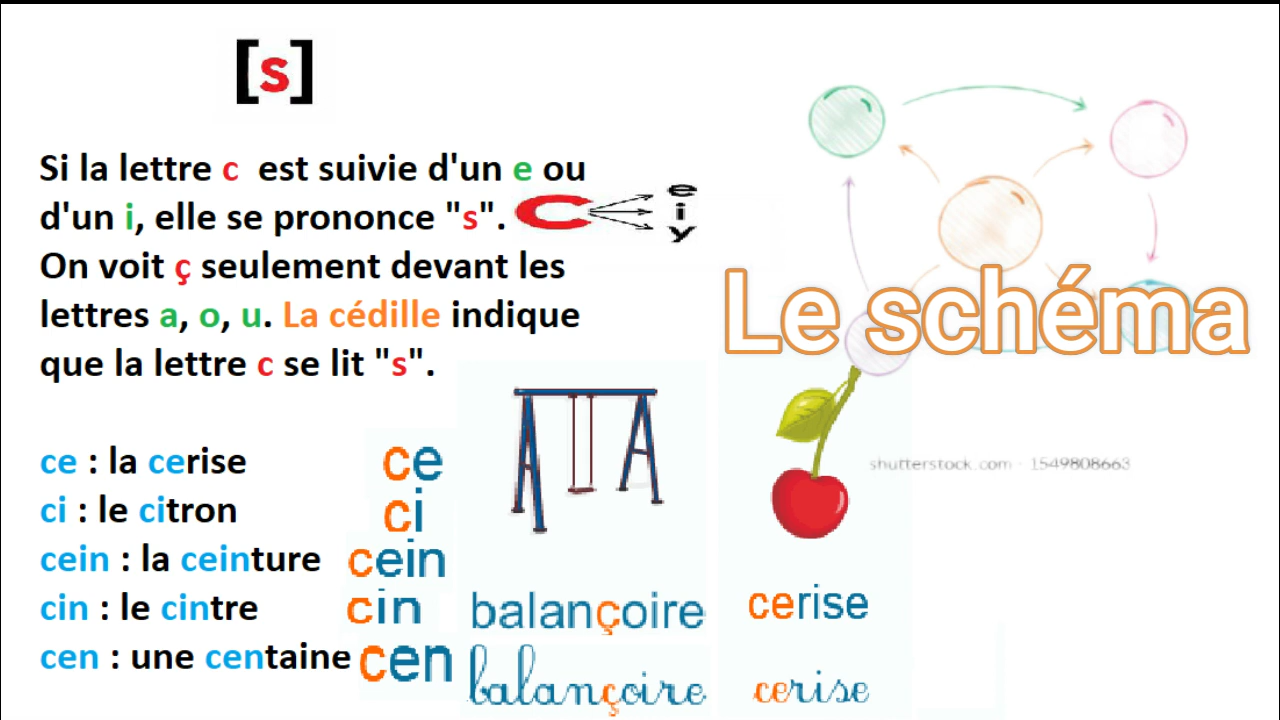 [s]
Si la lettre c est suivie d'un e ou
d'un i, elle se prononce "s".
C e
i
y
On voit ç seulement devant les
lettres a, o, u. La cédille indique
que la lettre c se lit "s".
Le schéma
ce : la cerise
ci : le citron
cein : la ceinture
cin : le cintre
cen : une centaine
ce
ci
cein
cin
cen
balançoire
balançoire
cerise
cerise
shutterstock.com · 1549808663